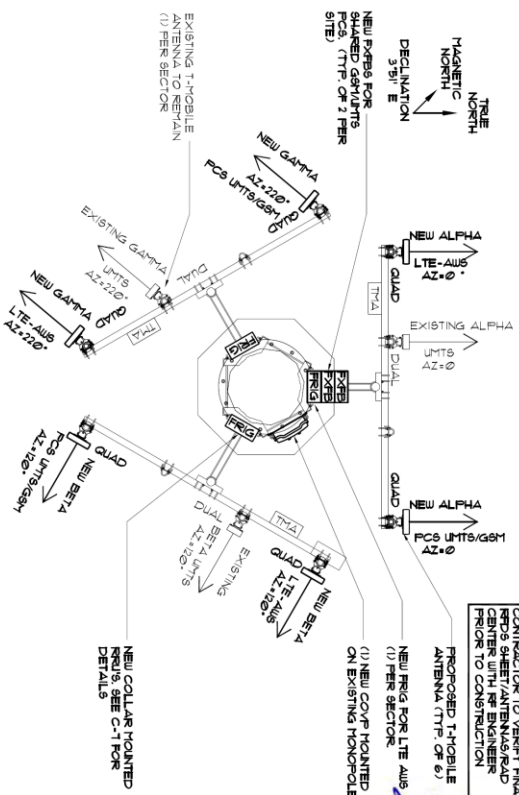 TRUE
NORTH
MAGNETIC
NORTH
DECLINATION
3°51' E
NEW FXFBS FOR
SHARED GSM/UMTS
PCS. (TYP. OF 2 PER
SITE)
EXISTING T-MOBILE
ANTENNA TO REMAIN
(1) PER SECTOR
NEW ALPHA
LTE-AWS
AZ=0°
QUAD
TMA
EXISTING ALPHA
UMTS
AZ=0
DUAL
NEW ALPHA
PCS UMTS/GSM
AZ=0
QUAD
RFDS SHEET/ANTENNAS/RAD
CENTER WITH RF ENGINEER
PRIOR TO CONSTRUCTION
PROPOSED T-MOBILE
ANTENNA (TYP. OF 6)
NEW FRIG FOR LTE AWS
(1) PER SECTOR
(1) NEW COVP MOUNTED
ON EXISTING MONOPOLE
NEW COLLAR MOUNTED
RRU'S. SEE C-7 FOR
DETAILS
FXFB
FXFB
FRIG
FRIG
FRIG
NEW GAMMA
AZ=220°
PCS UMTS/GSM
QUAD
EXISTING GAMMA
UMTS
AZ=220°
DUAL
TMA
NEW GAMMA
LTE-AWS
AZ=220°
QUAD
NEW BETA
PCS UMTS/GSM
AZ=120°
QUAD
EXISTING
BETA UMTS
AZ=120°
DUAL
TMA
NEW BETA
LTE-AWS
AZ=120°
QUAD